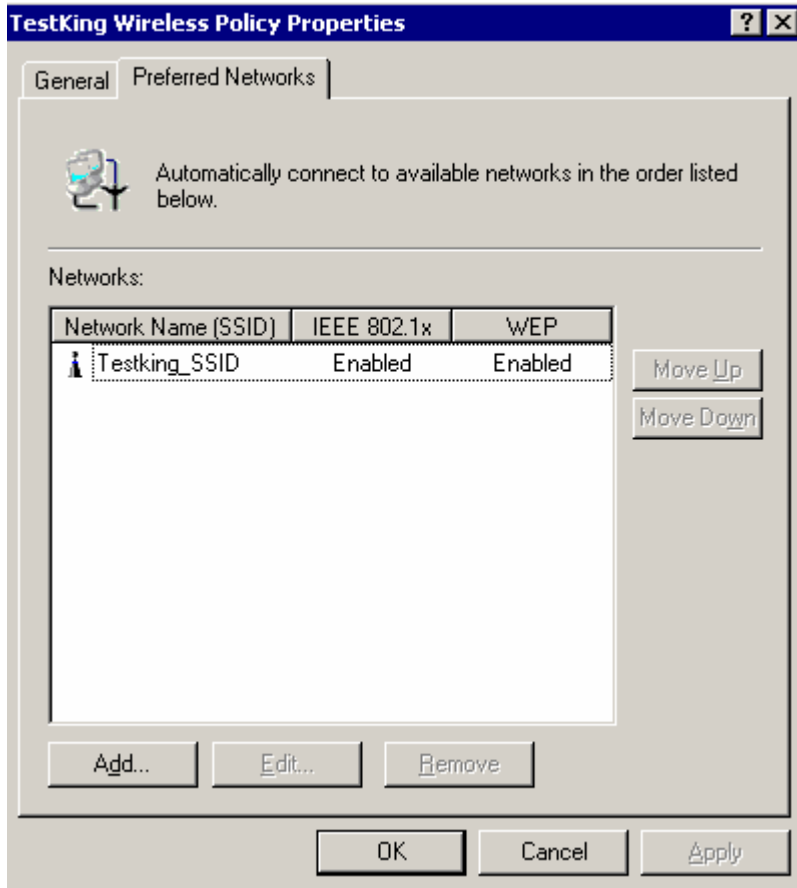 TestKing Wireless Policy Properties
General
Preferred Networks
Automatically connect to available networks in the order listed
below.
Networks:
Network Name (SSID) IEEE 802.1x WEP
Testking_SSID Enabled Enabled
Move Up
Move Down
Add... Edit... Remove
OK Cancel Apply